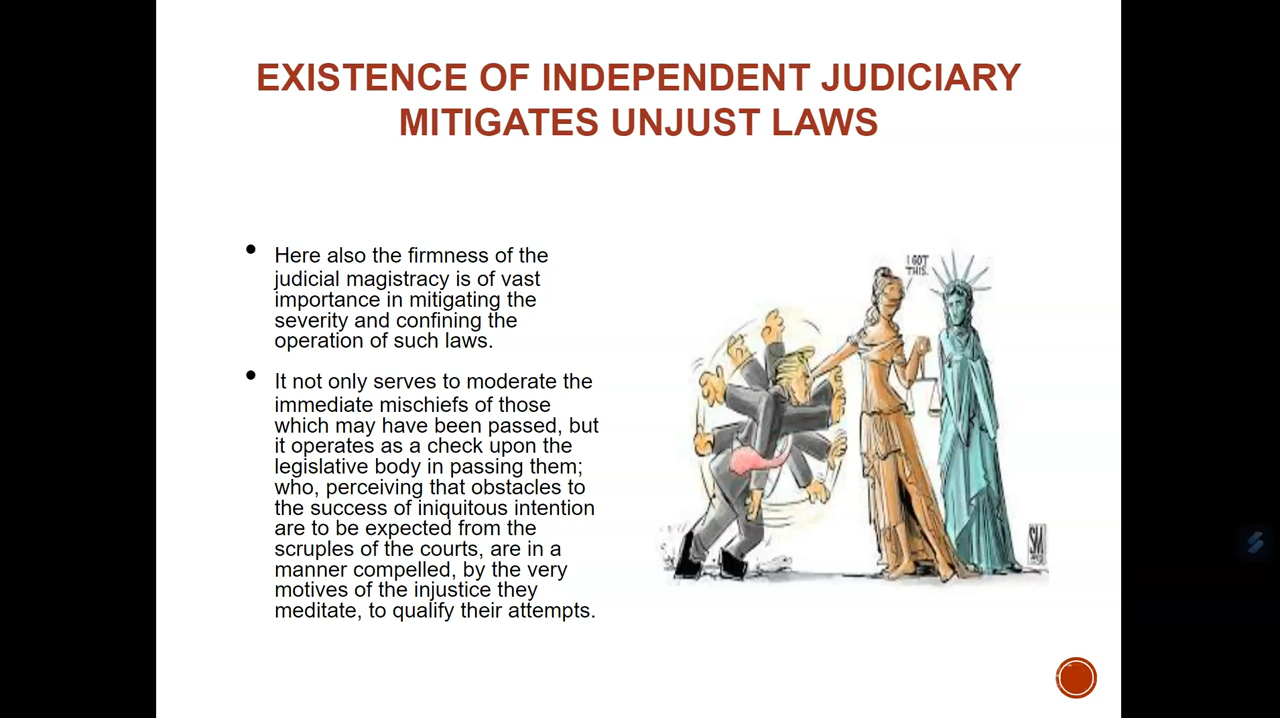 EXISTENCE OF INDEPENDENT JUDICIARY
MITIGATES UNJUST LAWS
• Here also the firmness of the
judicial magistracy is of vast
importance in mitigating the
severity and confining the
operation of such laws.
• It not only serves to moderate the
immediate mischiefs of those
which may have been passed, but
it operates as a check upon the
legislative body in passing them;
who, perceiving that obstacles to
the success of iniquitous intention
are to be expected from the
scruples of the courts, are in a
manner compelled, by the very
motives of the injustice they
meditate, to qualify their attempts.
I GOT
THIS.